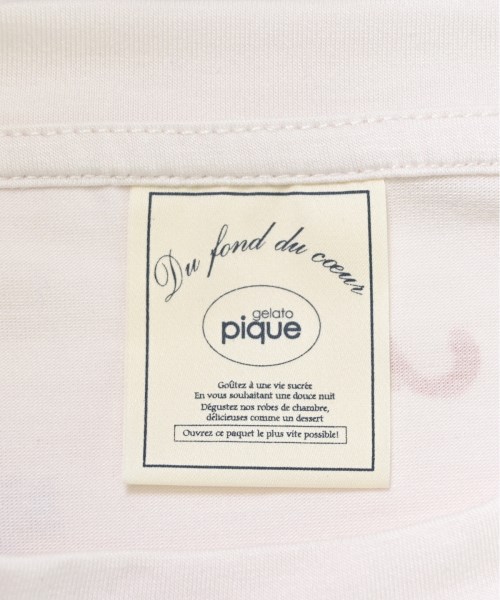 Du fond du cœur
gelato
pique
Goûtez à une vie sucrée
En vous souhaitant une douce nuit
Dégustez nos robes de chambre,
délicieuses comme un dessert
Ouvrez ce paquet le plus vite possible!